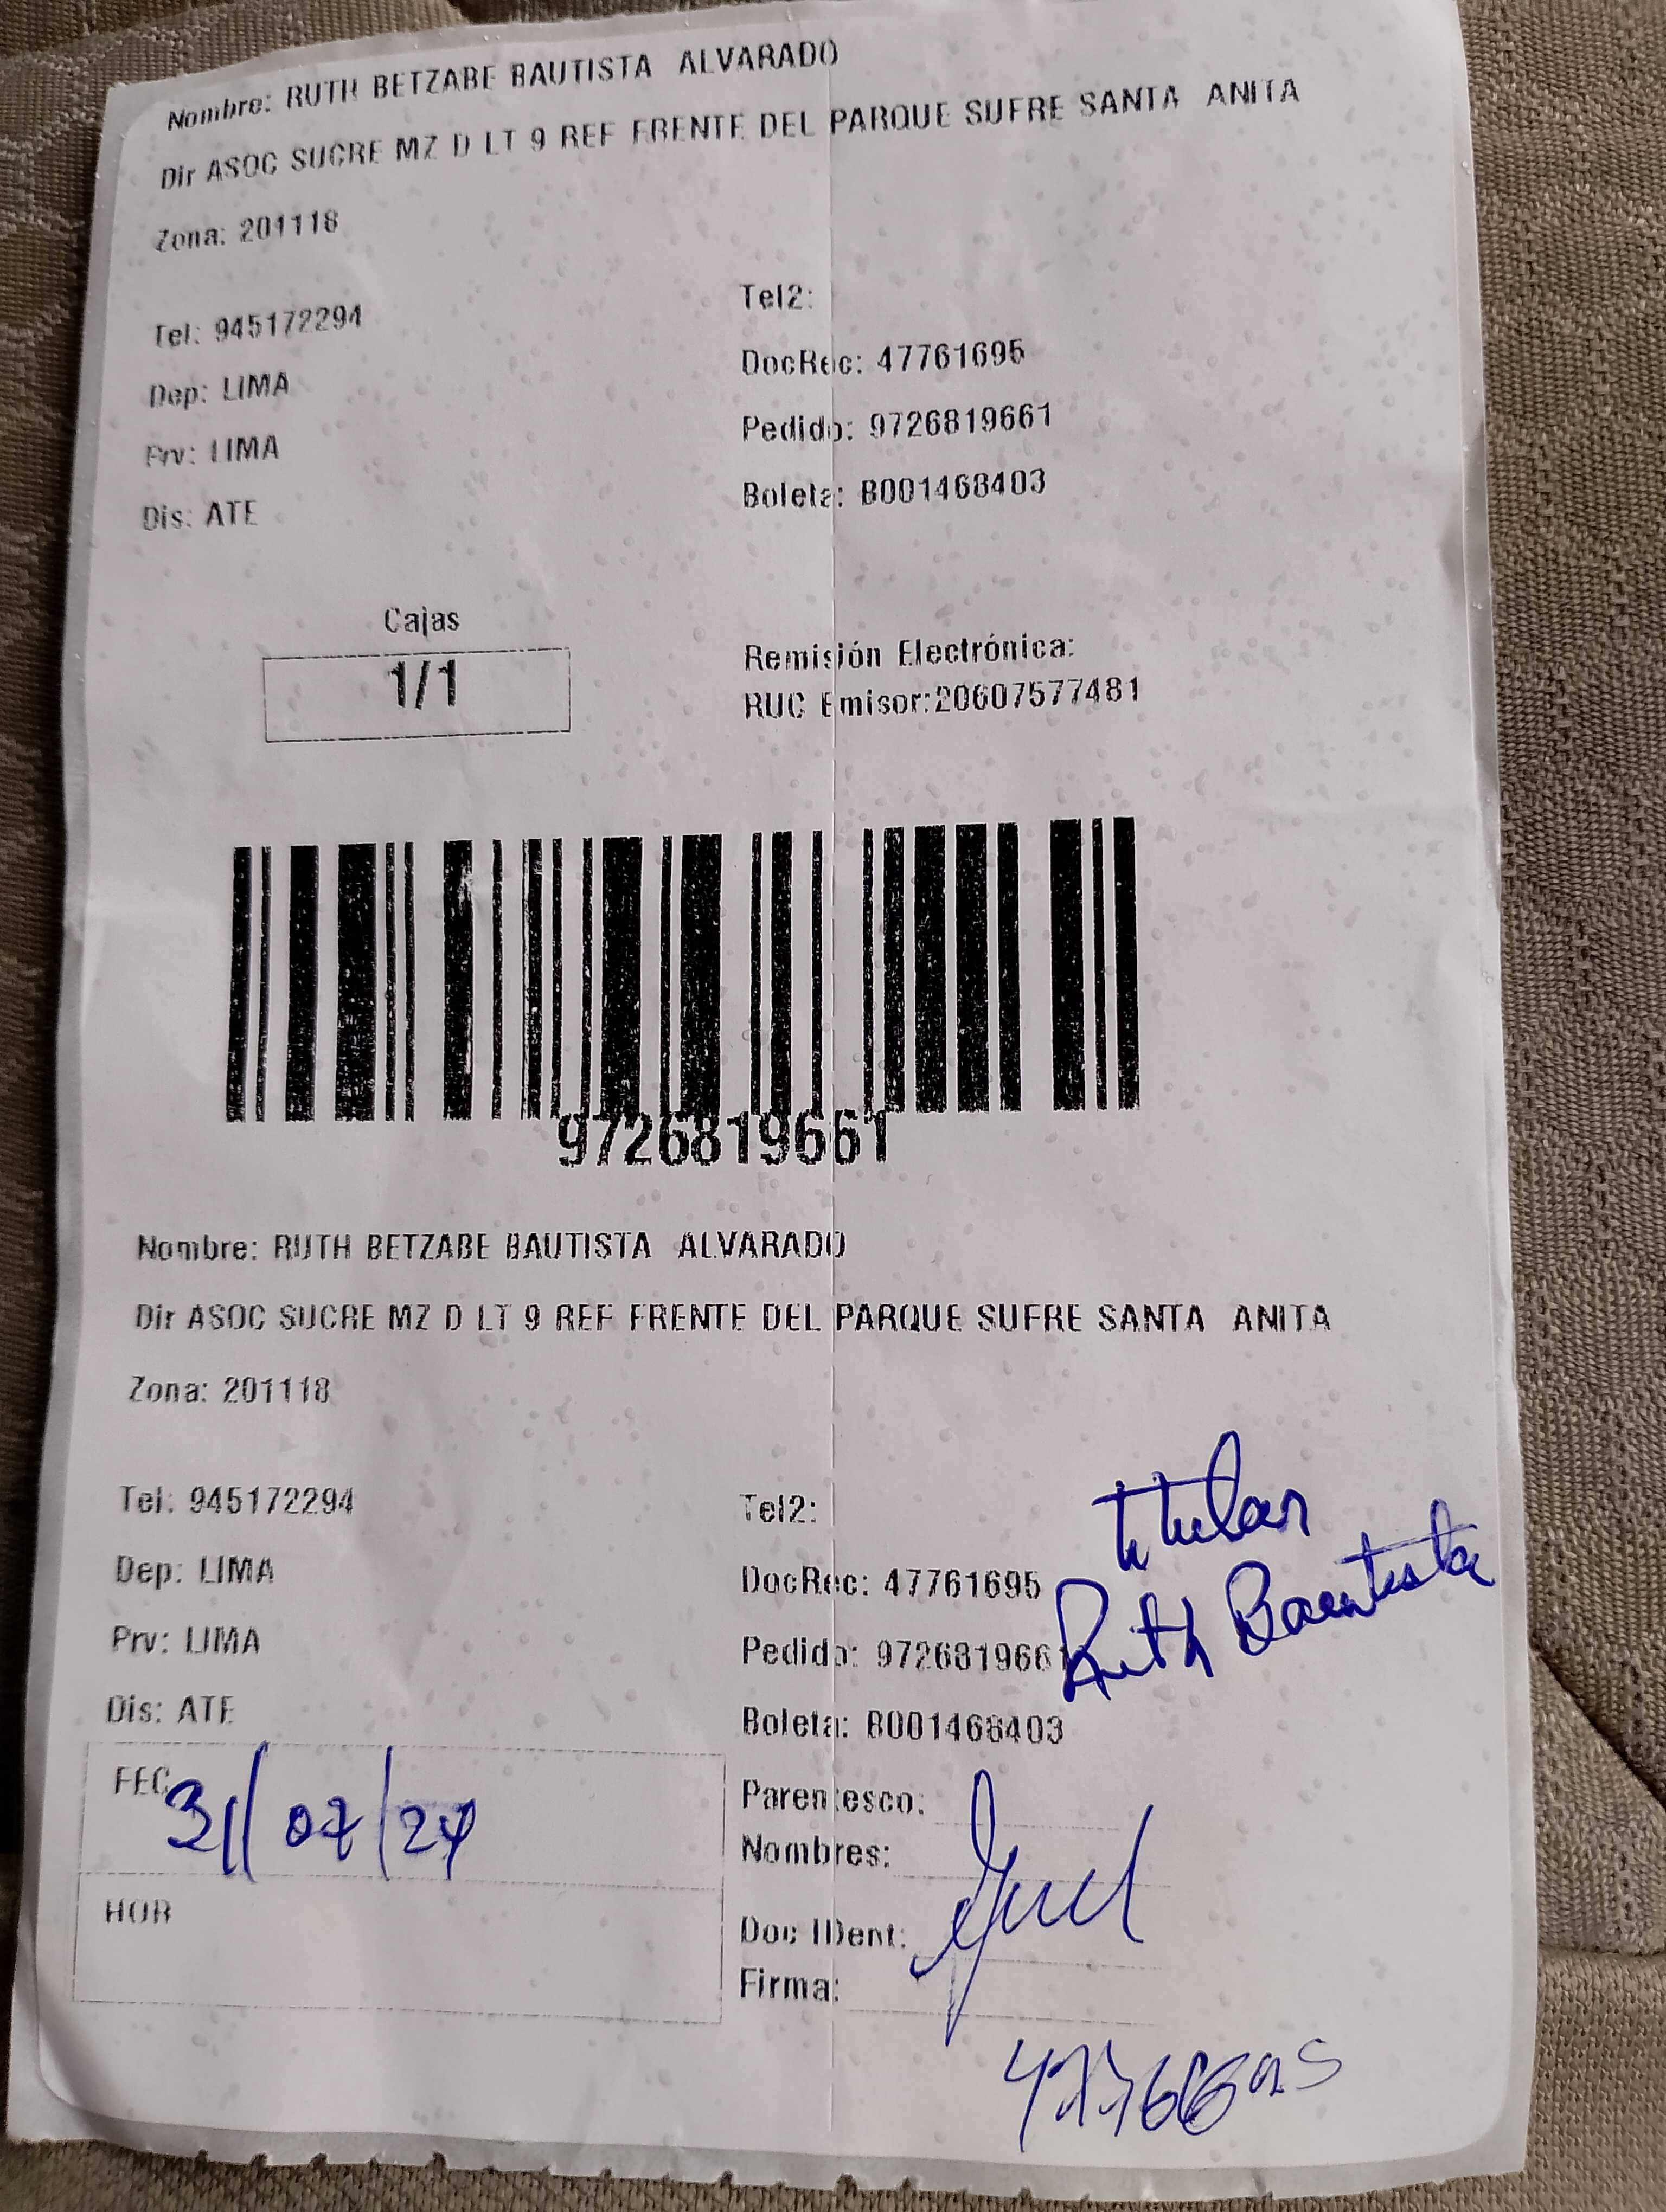 Nombre: RUTH BETZABE BAUTISTA ALVARADO
Dir ASOC SUCRE MZ D LT 9 REF FRENTE DEL PARQUE SUFRE SANTA ANITA
Zona: 201118
Tel: 945172294
Tel2:
Dep: LIMA
DocRec: 47761695
Prv: LIMA
Pedido: 9726819661
Dis: ATE
Boleta: B001468403
Cajas
1/1
Remisión Electrónica:
RUC Emisor:20607577481
9726819661
Nombre: RUTH BETZABE BAUTISTA ALVARADO
Dir ASOC SUCRE MZ D LT 9 REF FRENTE DEL PARQUE SUFRE SANTA ANITA
Zona: 201118
titular
Ruth Bautista
Tel: 945172294
Tel2:
Dep: LIMA
DocRec: 47761695
Prv: LIMA
Pedido: 9726819661
Dis: ATE
Boleta: B001468403
FEC
31/07/24
HOR
Parentesco:
Nombres:
Doc IDent:
Firma: